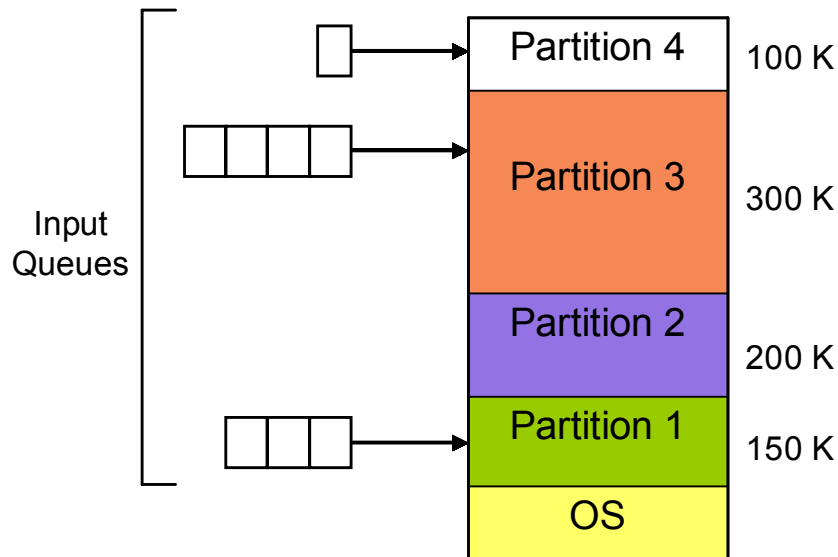 Partition 4
100 K
Partition 3
300 K
Input
Queues
Partition 2
200 K
Partition 1
150 K
OS